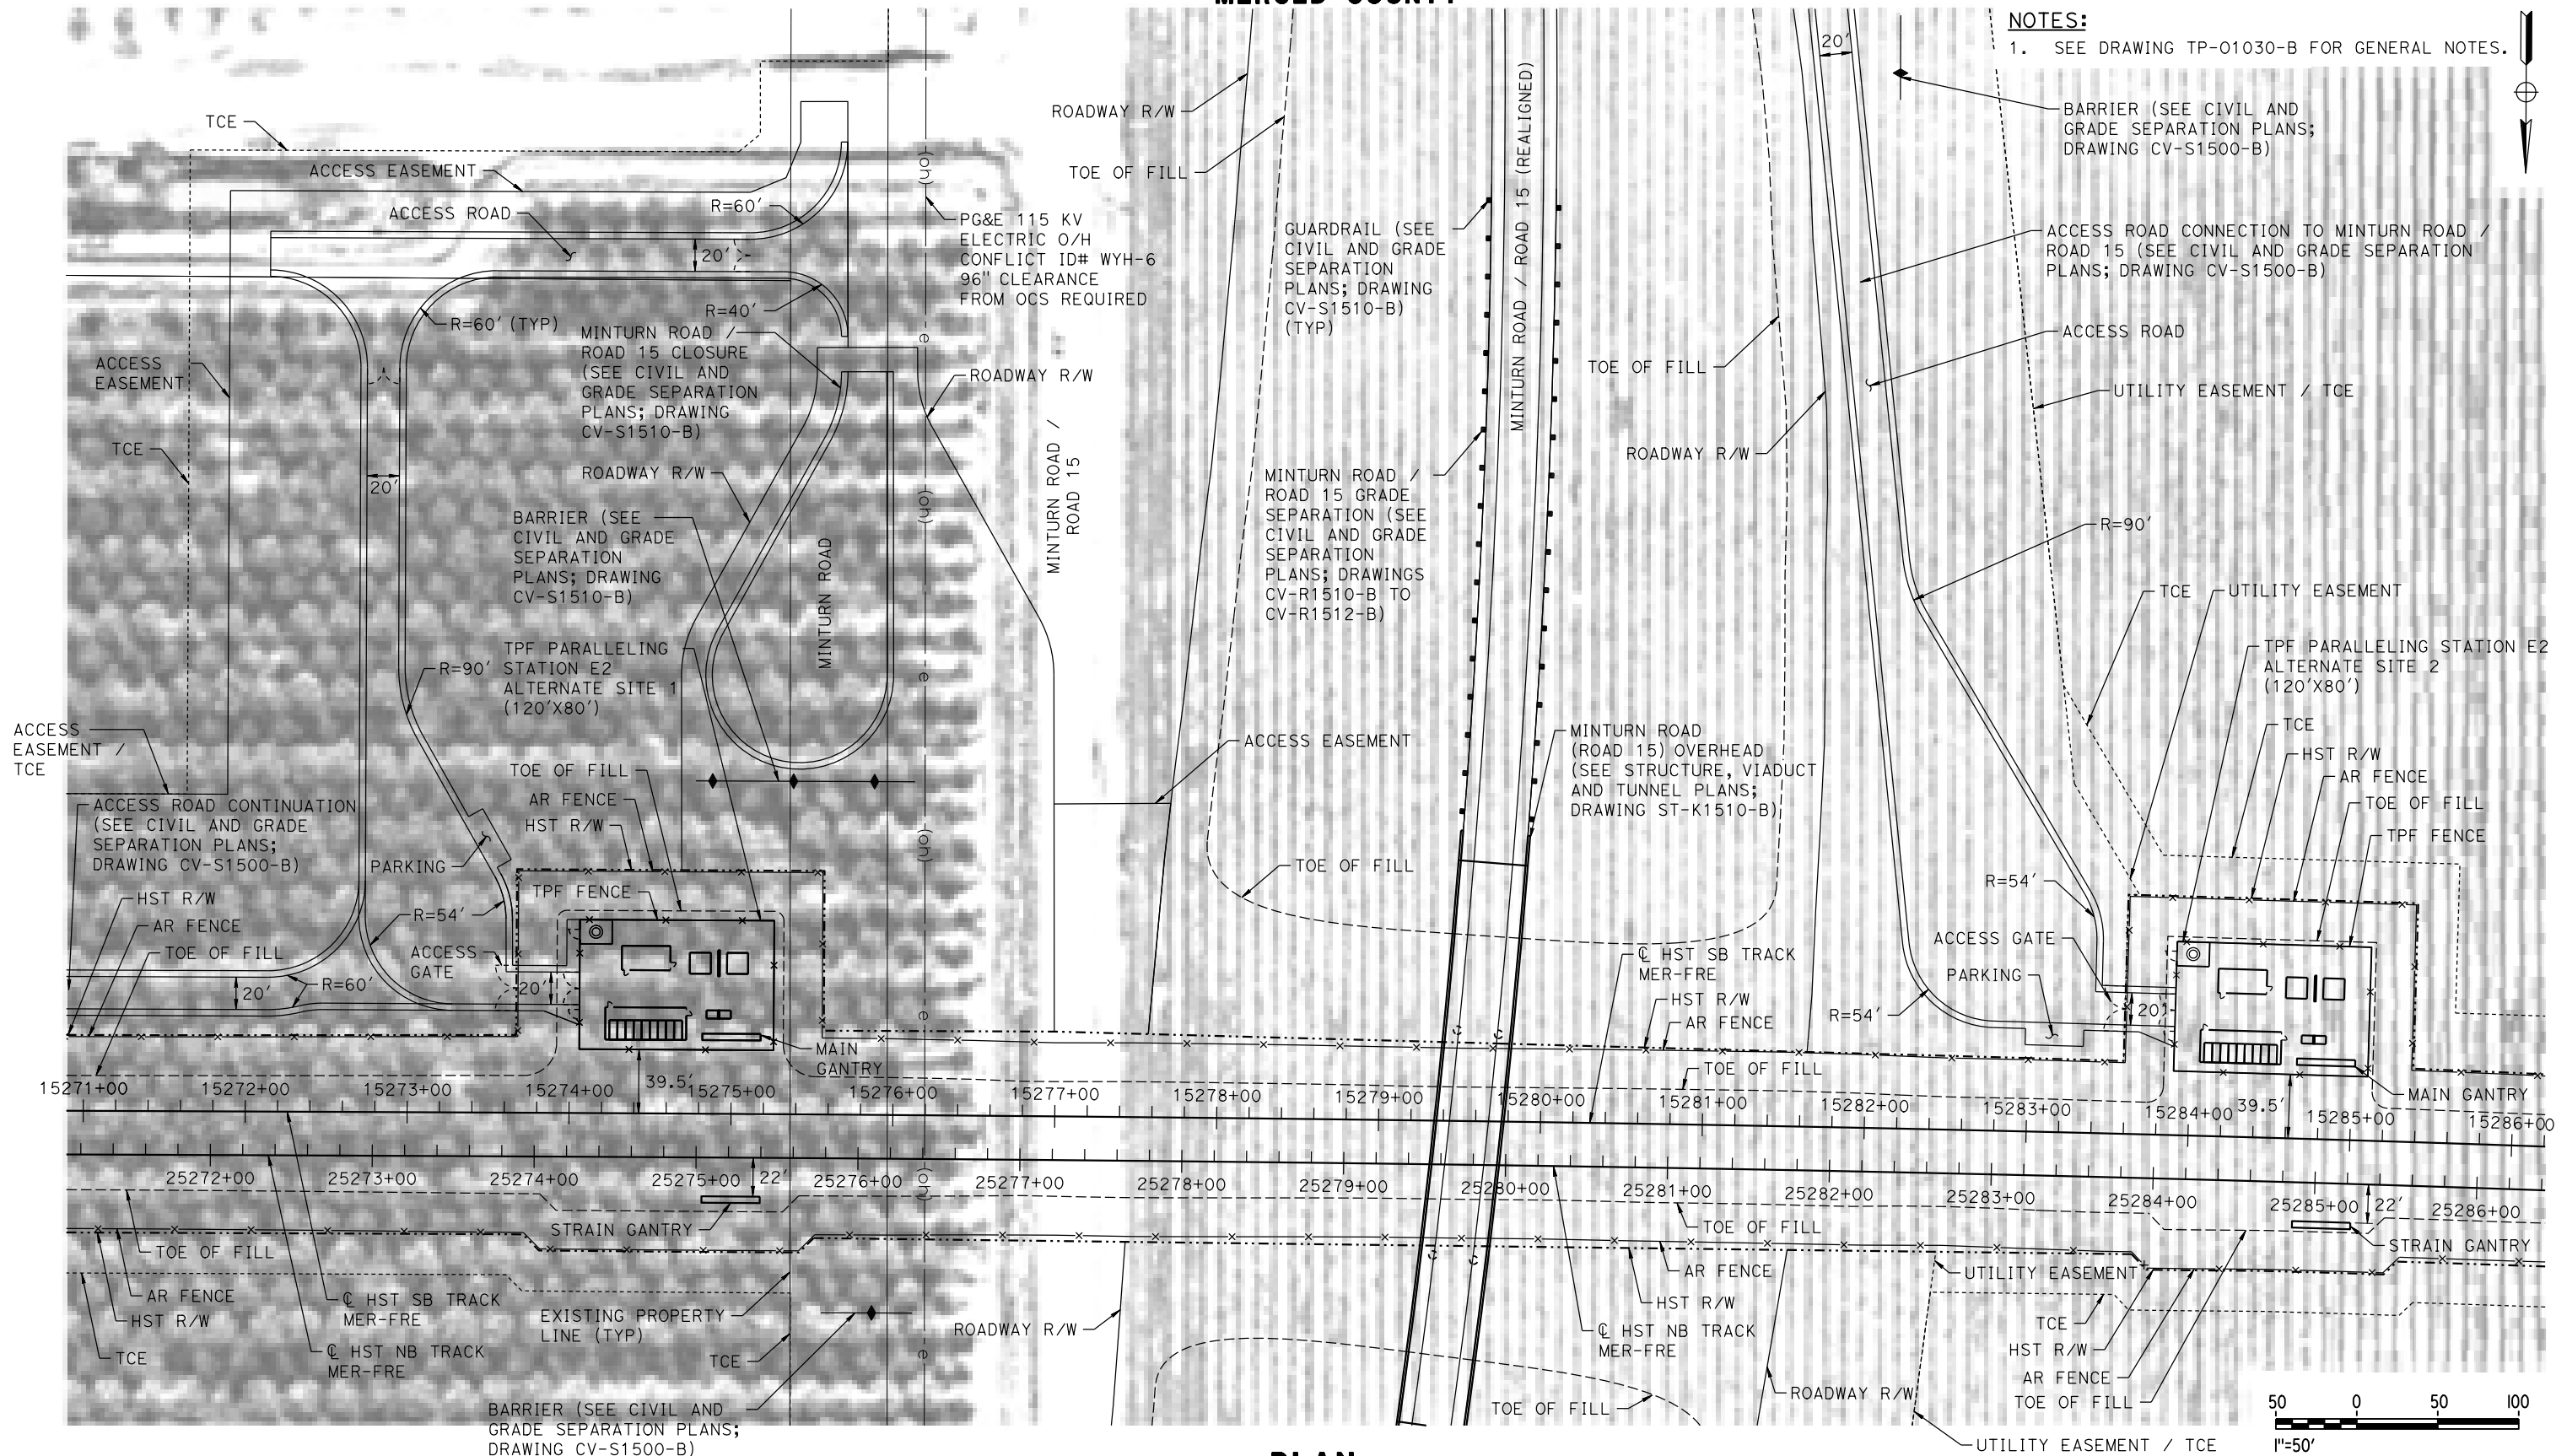 MERCED COUNTY
NOTES:
1. SEE DRAWING TP-01030-B FOR GENERAL NOTES.
20'
BARRIER (SEE CIVIL AND
GRADE SEPARATION PLANS;
DRAWING CV-S1500-B)
TCE
ACCESS EASEMENT
ACCESS ROAD
R=60'
20'
R=40'
R=60' (TYP)
(oh)
e
(oh)
e
(oh)
e
(oh)
e
PG&E 115 KV
ELECTRIC O/H
CONFLICT ID# WYH-6
96" CLEARANCE
FROM OCS REQUIRED
MINTURN ROAD /
ROAD 15 CLOSURE
(SEE CIVIL AND
GRADE SEPARATION
PLANS; DRAWING
CV-S1510-B)
ROADWAY R/W
ACCESS
EASEMENT
TCE
20'
ROADWAY R/W
BARRIER (SEE
CIVIL AND GRADE
SEPARATION
PLANS; DRAWING
CV-S1510-B)
MINTURN ROAD
MINTURN ROAD /
ROAD 15
TPF PARALLELING
STATION E2
ALTERNATE SITE 1
(120'X80')
R=90'
ACCESS
EASEMENT /
TCE
ACCESS ROAD CONTINUATION
(SEE CIVIL AND GRADE
SEPARATION PLANS;
DRAWING CV-S1500-B)
TOE OF FILL
AR FENCE
HST R/W
PARKING
TPF FENCE
HST R/W
AR FENCE
TOE OF FILL
R=54'
ACCESS
GATE
20'
R=60'
20'
MAIN
GANTRY
39.5'
ROADWAY R/W
TOE OF FILL
GUARDRAIL (SEE
CIVIL AND GRADE
SEPARATION
PLANS; DRAWING
CV-S1510-B)
(TYP)
MINTURN ROAD / ROAD 15 (REALIGNED)
MINTURN ROAD /
ROAD 15 GRADE
SEPARATION (SEE
CIVIL AND GRADE
SEPARATION
PLANS; DRAWINGS
CV-R1510-B TO
CV-R1512-B)
TOE OF FILL
ROADWAY R/W
ACCESS ROAD CONNECTION TO MINTURN ROAD /
ROAD 15 (SEE CIVIL AND GRADE SEPARATION
PLANS; DRAWING CV-S1500-B)
ACCESS ROAD
UTILITY EASEMENT / TCE
R=90'
TCE
UTILITY EASEMENT
TPF PARALLELING STATION E2
ALTERNATE SITE 2
(120'X80')
TCE
HST R/W
AR FENCE
TOE OF FILL
TPF FENCE
ACCESS EASEMENT
MINTURN ROAD
(ROAD 15) OVERHEAD
(SEE STRUCTURE, VIADUCT
AND TUNNEL PLANS;
DRAWING ST-K1510-B)
TOE OF FILL
R=54'
ACCESS GATE
PARKING
R=54'
20'
℄ HST SB TRACK
MER-FRE
HST R/W
AR FENCE
TOE OF FILL
MAIN GANTRY
39.5'
15271+00
15272+00
15273+00
15274+00
15275+00
15276+00
15277+00
15278+00
15279+00
15280+00
15281+00
15282+00
15283+00
15284+00
15285+00
15286+00
25272+00
25273+00
25274+00
25275+00
22'
25276+00
25277+00
25278+00
25279+00
25280+00
25281+00
25282+00
25283+00
25284+00
25285+00
22'
25286+00
STRAIN GANTRY
TOE OF FILL
AR FENCE
HST R/W
TCE
℄ HST SB TRACK
MER-FRE
℄ HST NB TRACK
MER-FRE
EXISTING PROPERTY
LINE (TYP)
TCE
BARRIER (SEE CIVIL AND
GRADE SEPARATION PLANS;
DRAWING CV-S1500-B)
(oh)
e
ROADWAY R/W
TOE OF FILL
AR FENCE
HST R/W
℄ HST NB TRACK
MER-FRE
TOE OF FILL
ROADWAY R/W
UTILITY EASEMENT
STRAIN GANTRY
TCE
HST R/W
AR FENCE
TOE OF FILL
UTILITY EASEMENT / TCE
50 0 50 100
1"=50'
PLAN